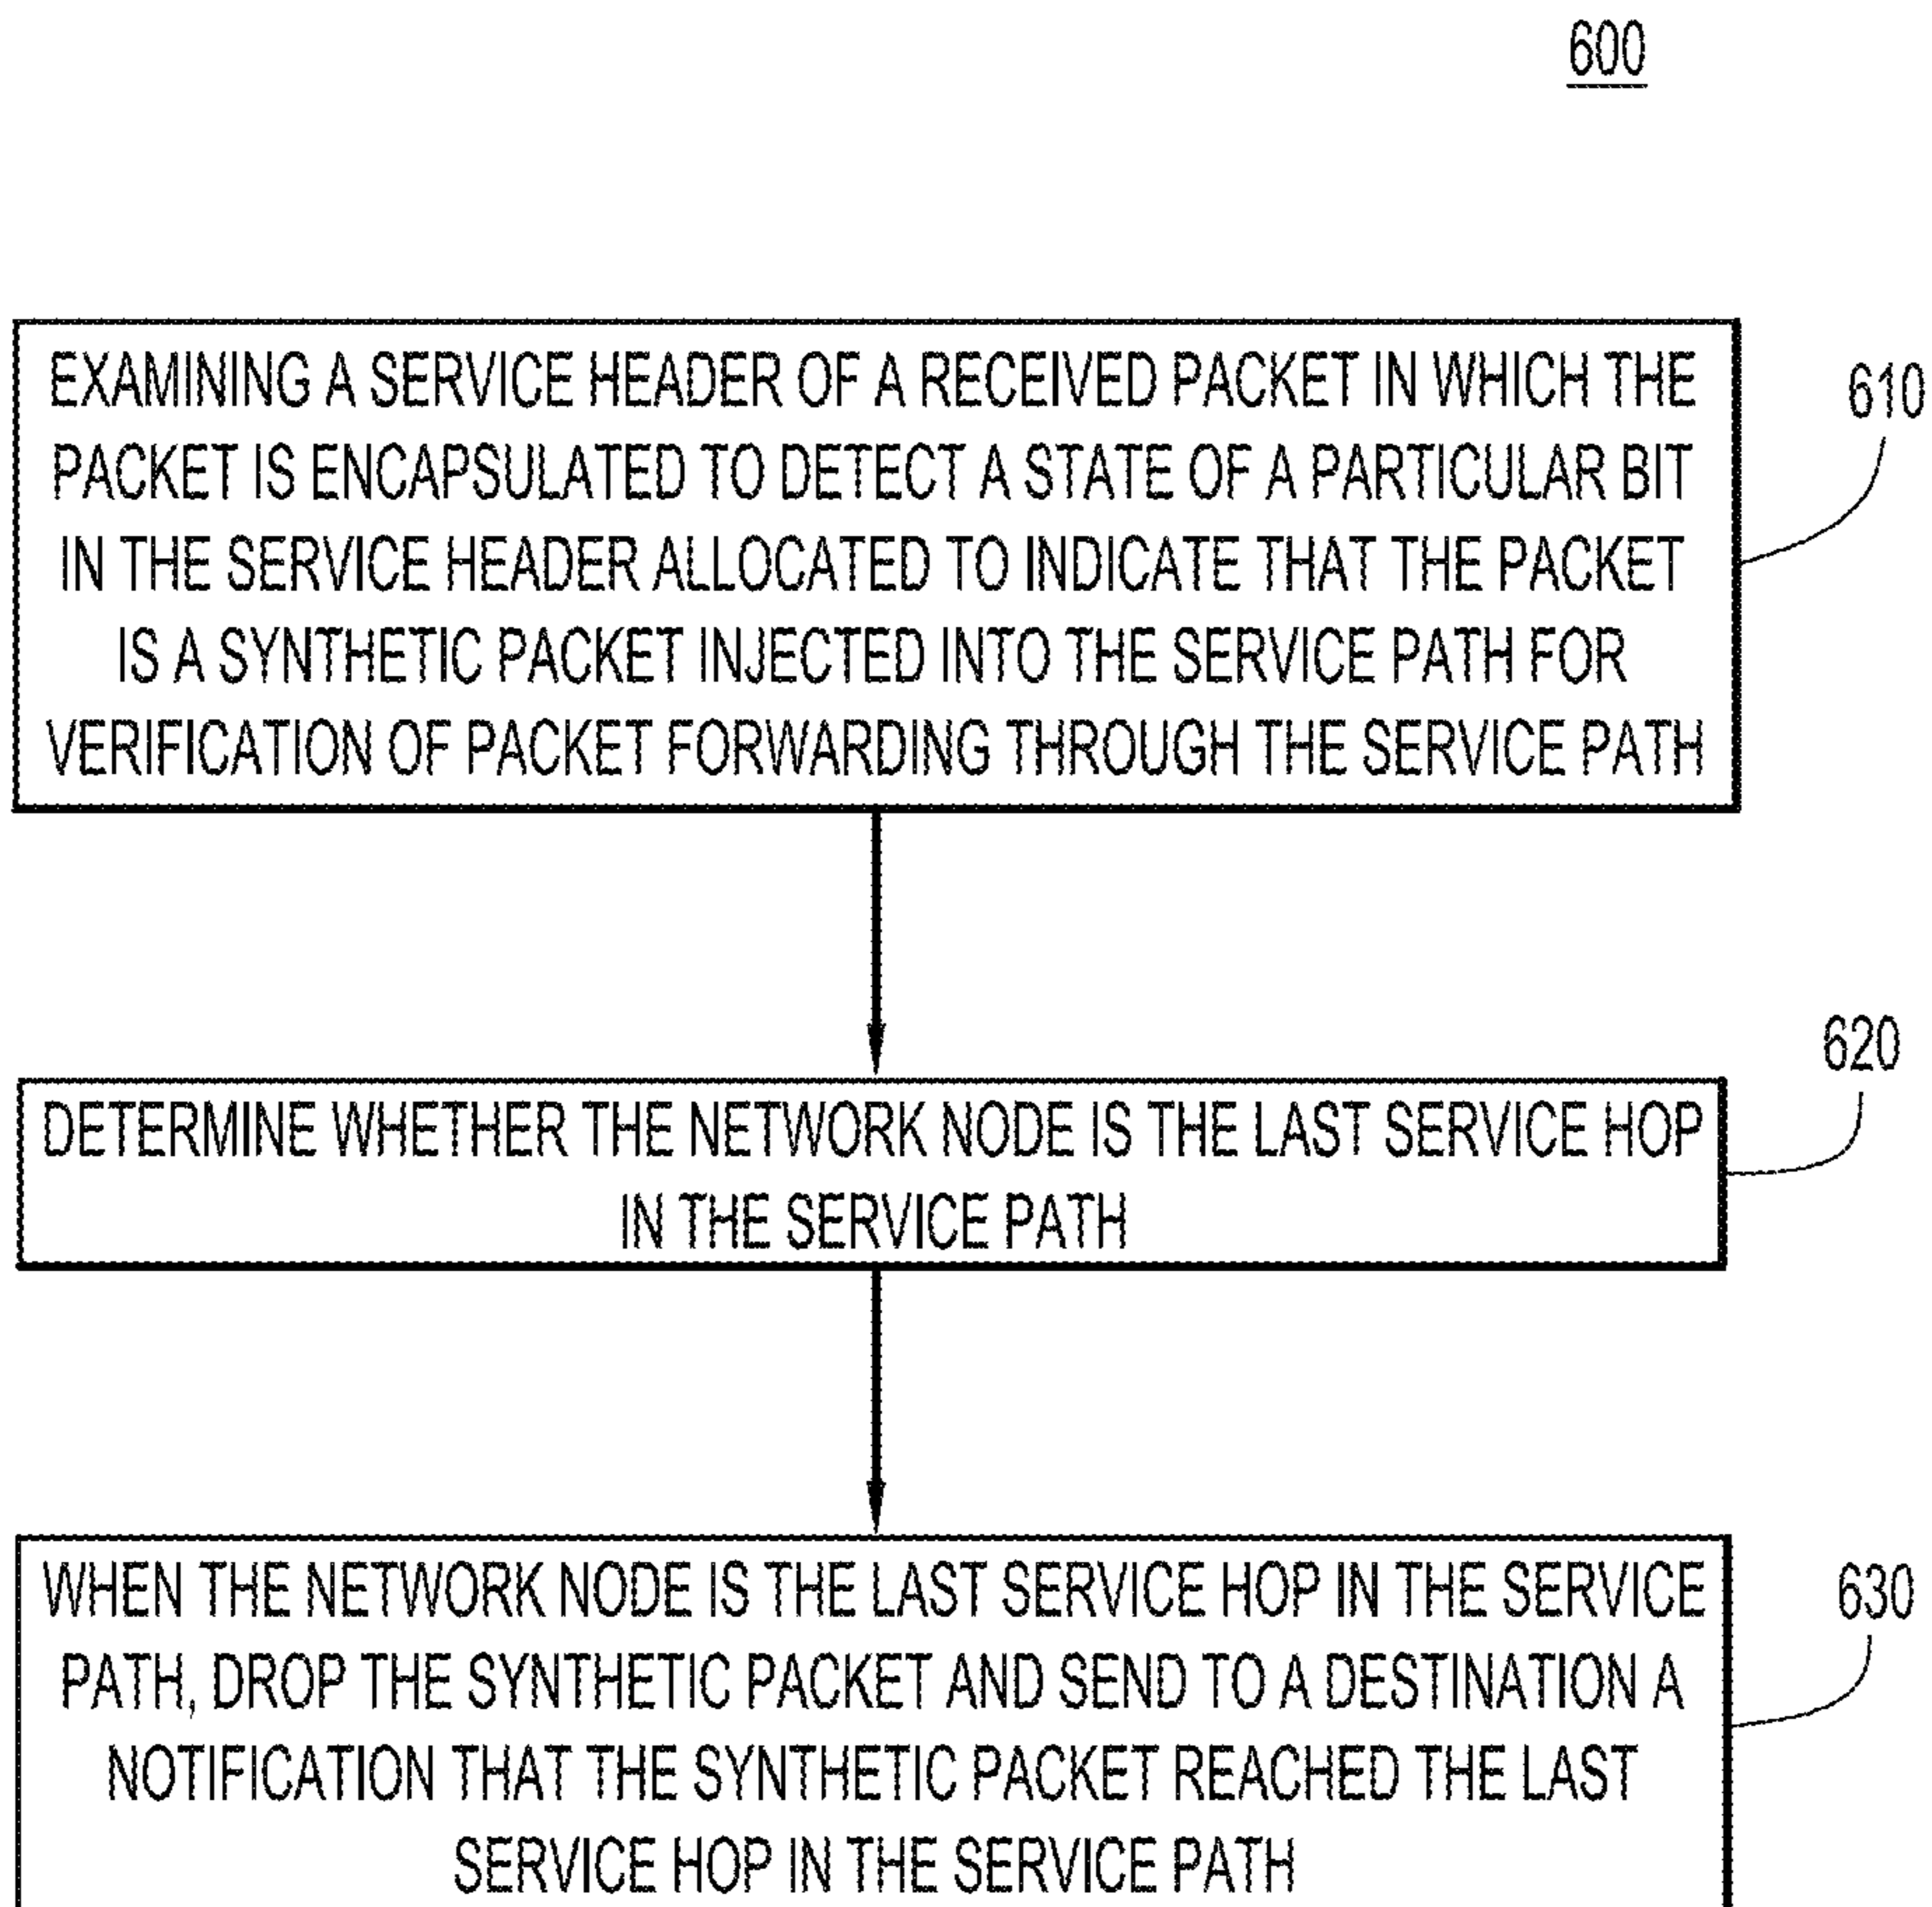 600
EXAMINING A SERVICE HEADER OF A RECEIVED PACKET IN WHICH THE
PACKET IS ENCAPSULATED TO DETECT A STATE OF A PARTICULAR BIT
IN THE SERVICE HEADER ALLOCATED TO INDICATE THAT THE PACKET
IS A SYNTHETIC PACKET INJECTED INTO THE SERVICE PATH FOR
VERIFICATION OF PACKET FORWARDING THROUGH THE SERVICE PATH
610
DETERMINE WHETHER THE NETWORK NODE IS THE LAST SERVICE HOP
IN THE SERVICE PATH
620
WHEN THE NETWORK NODE IS THE LAST SERVICE HOP IN THE SERVICE
PATH, DROP THE SYNTHETIC PACKET AND SEND TO A DESTINATION A
NOTIFICATION THAT THE SYNTHETIC PACKET REACHED THE LAST
SERVICE HOP IN THE SERVICE PATH
630